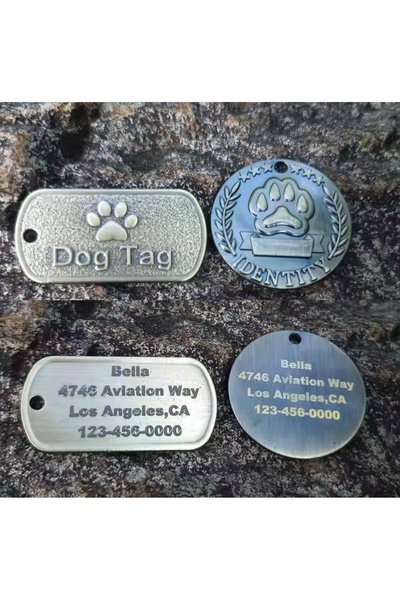 Dog Tag
IDENTITY
Bella
4746 Aviation Way
Los Angeles,CA
123-456-0000
Bella
4746 Aviation Way
Los Angeles,CA
123-456-0000